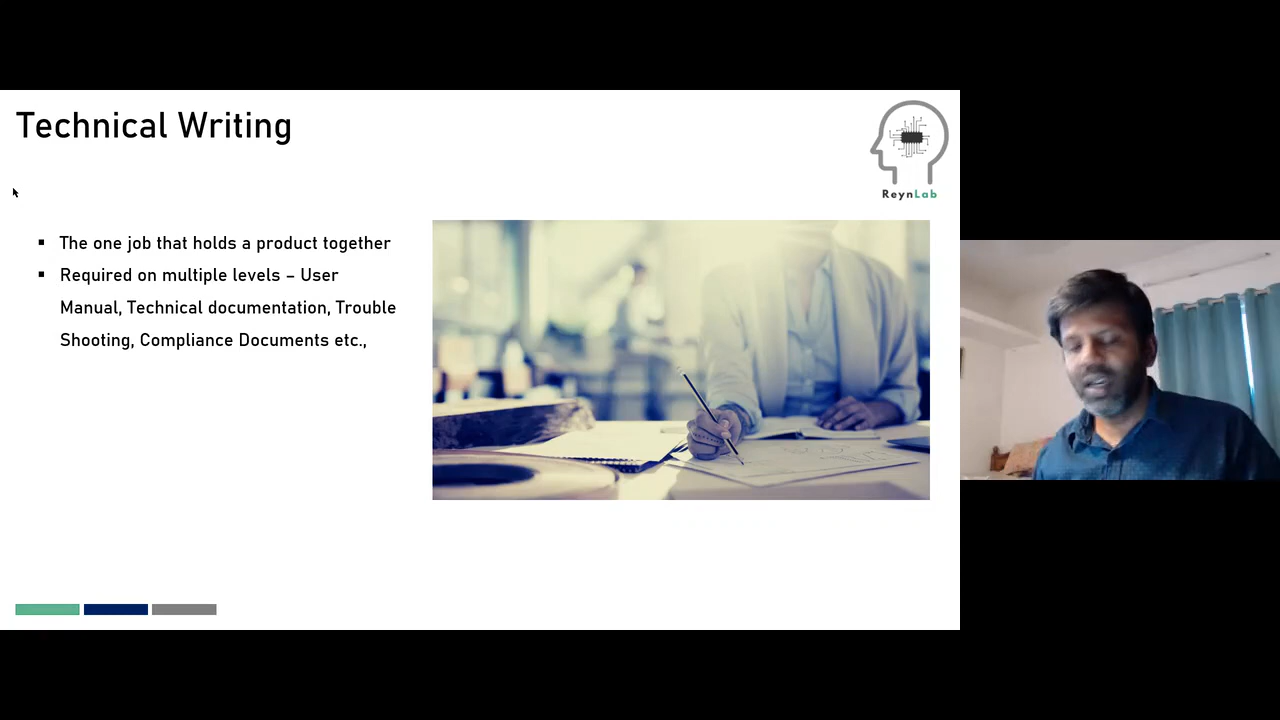 Technical Writing
ReynLab
▪ The one job that holds a product together
▪ Required on multiple levels – User
Manual, Technical documentation, Trouble
Shooting, Compliance Documents etc.,